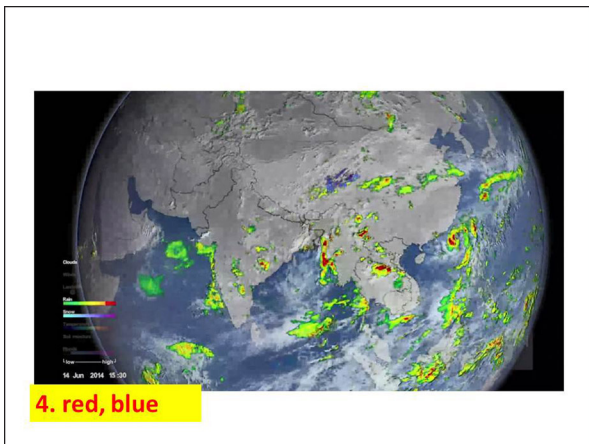 Clouds
Rain
Snow
low
high
14 Jun 2014 15:30
4. red, blue